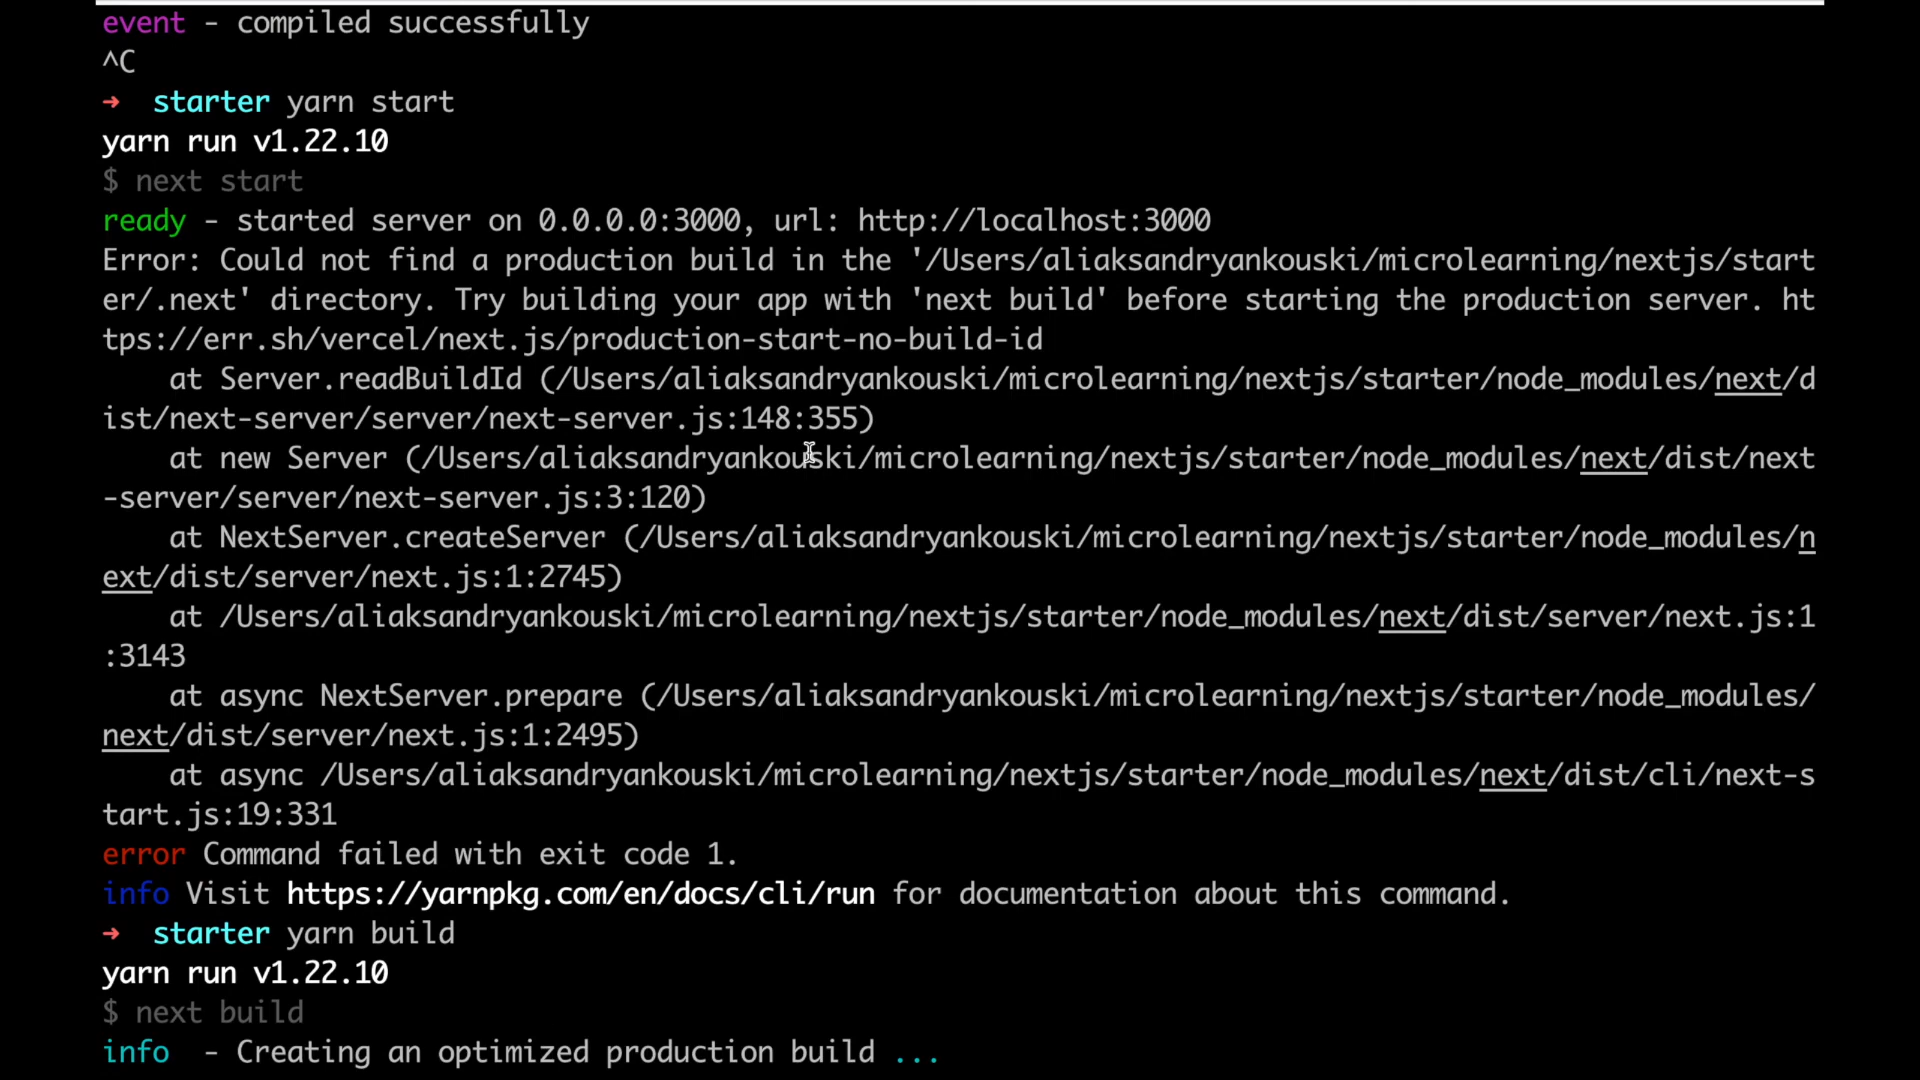 event - compiled successfully
^C
→ starter yarn start
yarn run v1.22.10
$ next start
ready - started server on 0.0.0.0:3000, url: http://localhost:3000
Error: Could not find a production build in the '/Users/aliaksandryankouski/microlearning/nextjs/start
er/.next' directory. Try building your app with 'next build' before starting the production server. ht
tps://err.sh/vercel/next.js/production-start-no-build-id
    at Server.readBuildId (/Users/aliaksandryankouski/microlearning/nextjs/starter/node_modules/next/d
ist/next-server/server/next-server.js:148:355)
    at new Server (/Users/aliaksandryankouski/microlearning/nextjs/starter/node_modules/next/dist/next
-server/server/next-server.js:3:120)
    at NextServer.createServer (/Users/aliaksandryankouski/microlearning/nextjs/starter/node_modules/n
ext/dist/server/next.js:1:2745)
    at /Users/aliaksandryankouski/microlearning/nextjs/starter/node_modules/next/dist/server/next.js:1
:3143
    at async NextServer.prepare (/Users/aliaksandryankouski/microlearning/nextjs/starter/node_modules/
next/dist/server/next.js:1:2495)
    at async /Users/aliaksandryankouski/microlearning/nextjs/starter/node_modules/next/dist/cli/next-s
tart.js:19:331
error Command failed with exit code 1.
info Visit https://yarnpkg.com/en/docs/cli/run for documentation about this command.
→ starter yarn build
yarn run v1.22.10
$ next build
info  - Creating an optimized production build ...